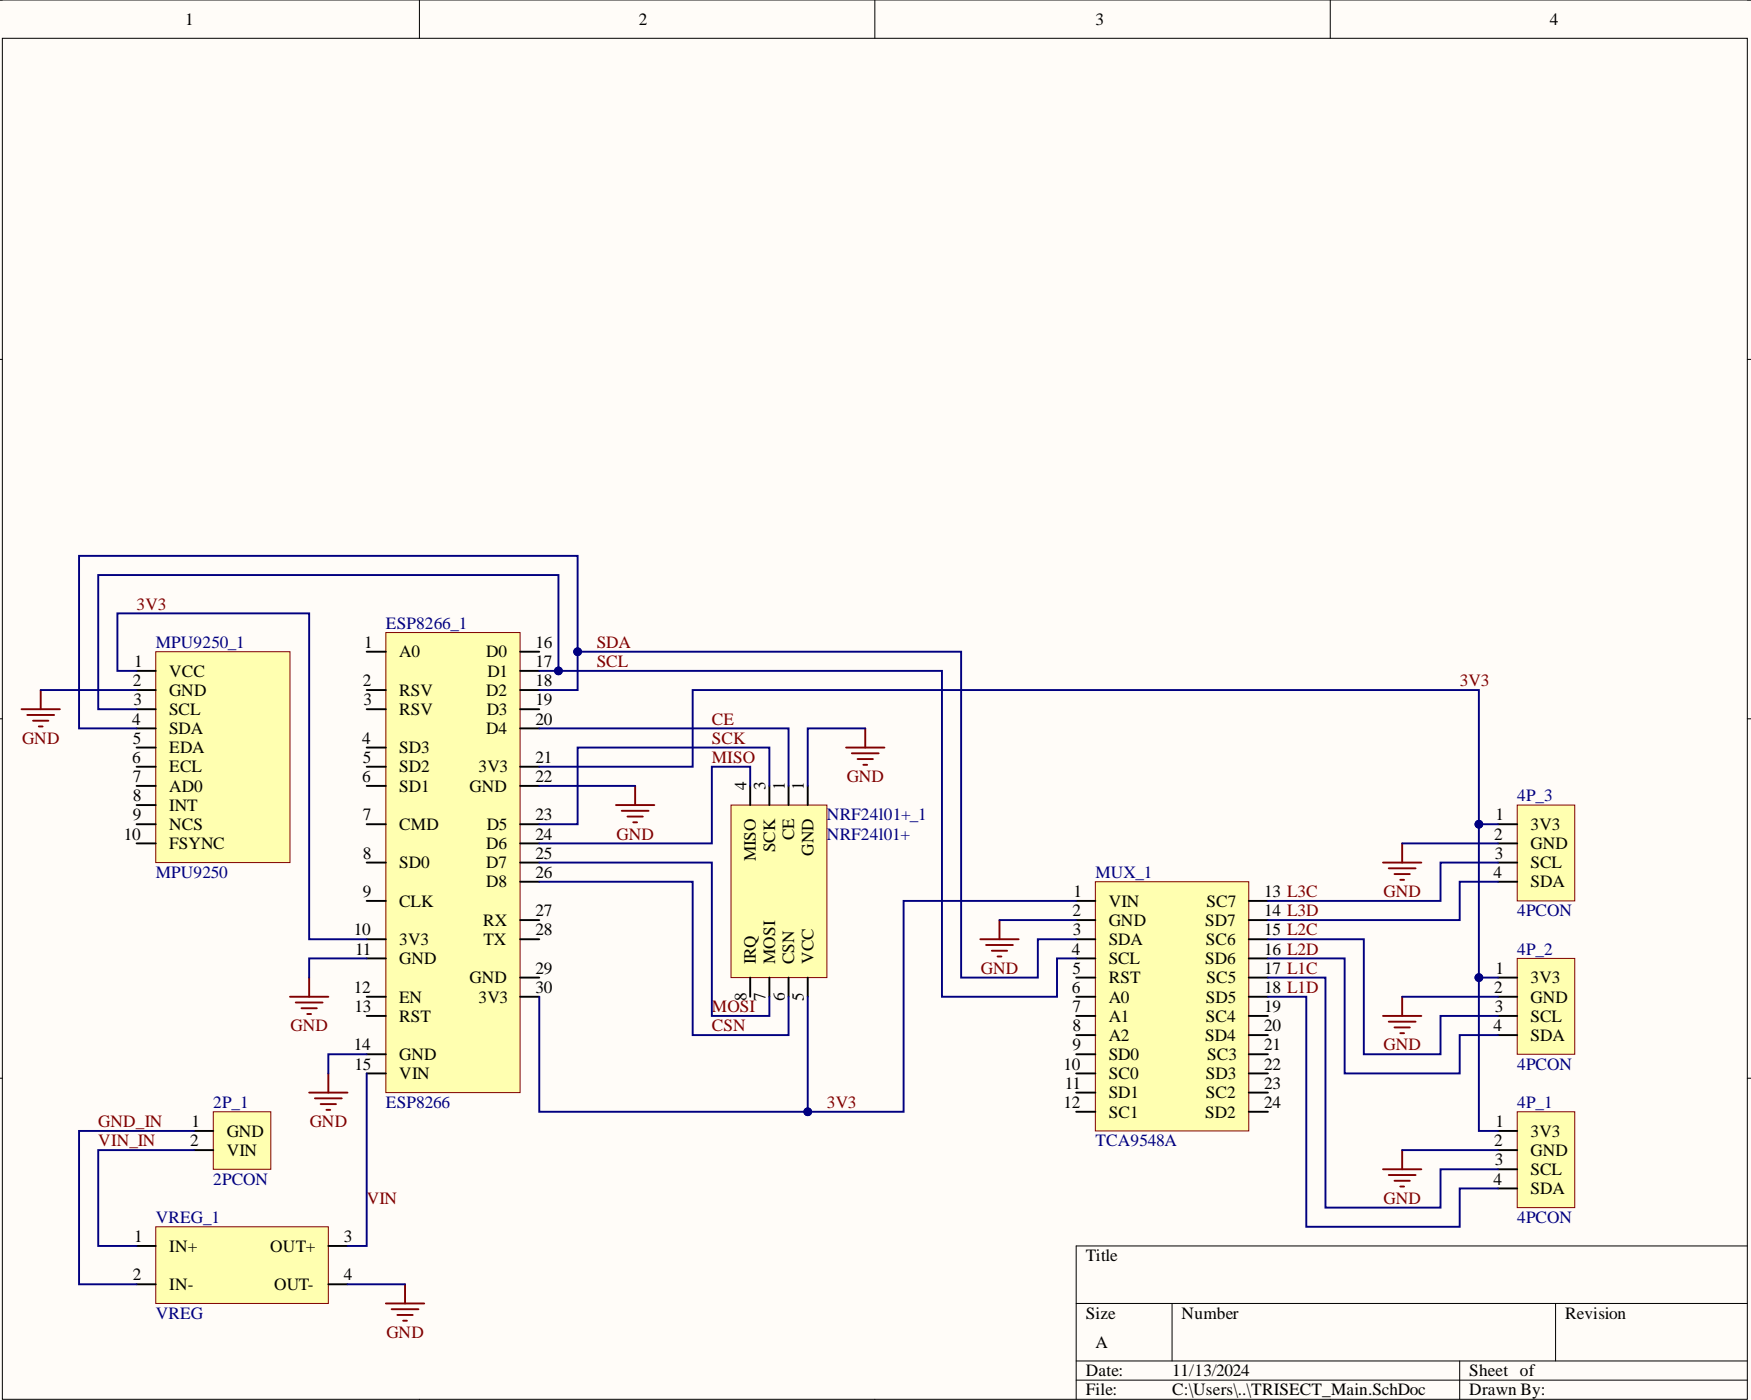 1 2 3 4
3V3
MPU9250_1
1 VCC
2 GND
3 SCL
4 SDA
5 EDA
6 ECL
7 AD0
8 INT
9 NCS
10 FSYNC
MPU9250
GND
ESP8266_1
1 A0
2 RSV
3 RSV
4 SD3
5 SD2
6 SD1
7 CMD
8 SD0
9 CLK
10 3V3
11 GND
12 EN
13 RST
14 GND
15 VIN
D0 16
D1 17
D2 18
D3 19
D4 20
3V3 21
GND 22
D5 23
D6 24
D7 25
D8 26
RX 27
TX 28
GND 29
3V3 30
ESP8266
GND
GND
GND
SDA
SCL
CE
SCK
MISO
GND
4 3 1 1
MISO SCK CE GND
NRF24l01+_1
NRF24l01+
IRQ MOSI CSN VCC
8 7 6 5
MOSI
CSN
3V3
2P_1
GND_IN 1 GND
VIN_IN 2 VIN
2PCON
VIN
VREG_1
1 IN+ OUT+ 3
2 IN- OUT- 4
VREG
GND
MUX_1
1 VIN SC7 13 L3C
2 GND SD7 14 L3D
3 SDA SC6 15 L2C
4 SCL SD6 16 L2D
5 RST SC5 17 L1C
6 A0 SD5 18 L1D
7 A1 SC4 19
8 A2 SD4 20
9 SD0 SC3 21
10 SC0 SD3 22
11 SD1 SC2 23
12 SC1 SD2 24
TCA9548A
GND
3V3
4P_3
1 3V3
2 GND
3 SCL
4 SDA
4PCON
GND
4P_2
1 3V3
2 GND
3 SCL
4 SDA
4PCON
GND
4P_1
1 3V3
2 GND
3 SCL
4 SDA
4PCON
GND
Title
Size Number Revision
A
Date: 11/13/2024 Sheet of
File: C:\Users\..\TRISECT_Main.SchDoc Drawn By: